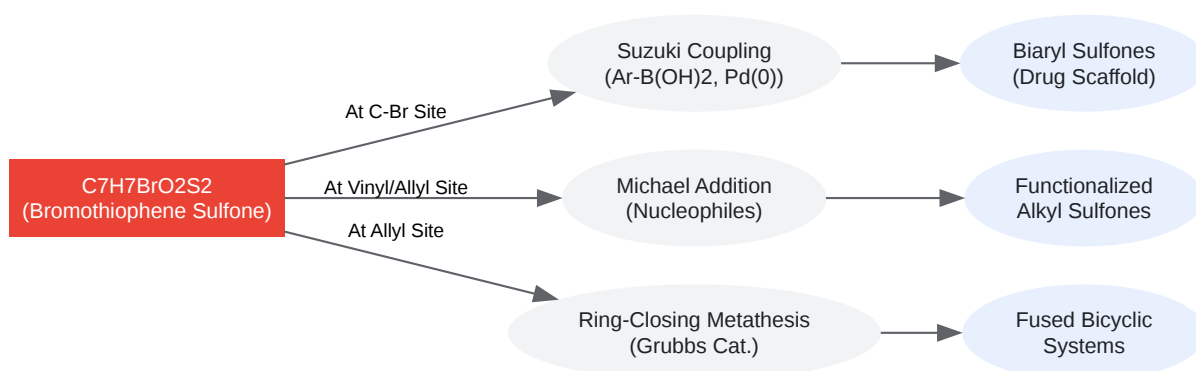 Suzuki Coupling
(Ar-B(OH)2, Pd(0))
Biaryl Sulfones
(Drug Scaffold)
At C-Br Site
C7H7BrO2S2
(Bromothiophene Sulfone)
At Vinyl/Allyl Site
Michael Addition
(Nucleophiles)
Functionalized
Alkyl Sulfones
At Allyl Site
Ring-Closing Metathesis
(Grubbs Cat.)
Fused Bicyclic
Systems